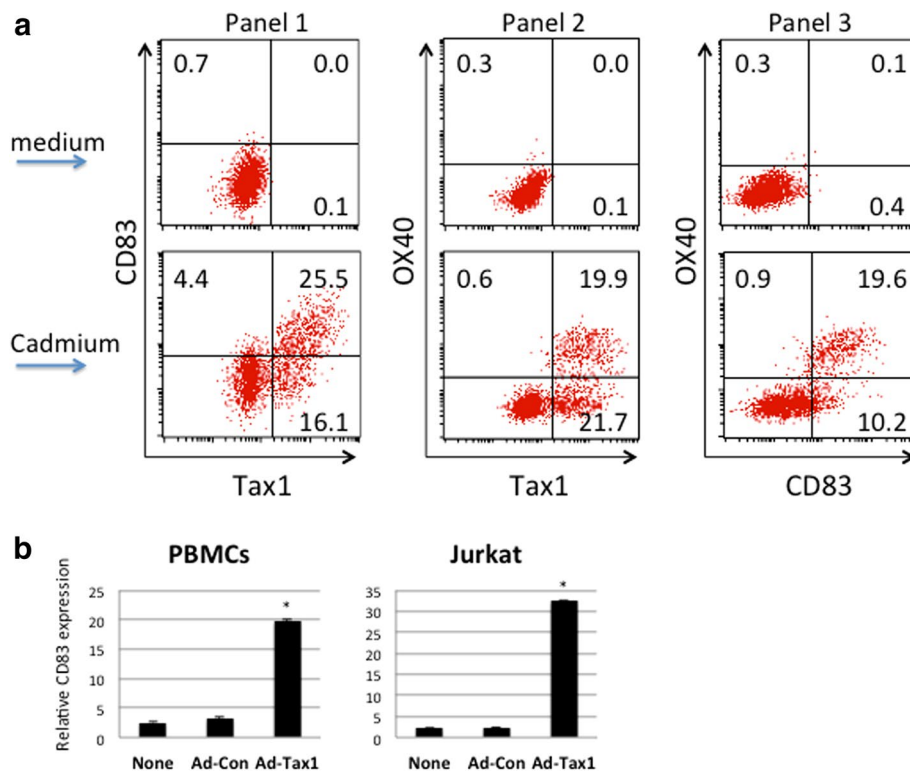 a
Panel 1
Panel 2
Panel 3
medium
CD83
0.7
0.0
0.1
OX40
0.3
0.0
0.1
OX40
0.3
0.1
0.4
Cadmium
4.4
25.5
16.1
0.6
19.9
21.7
0.9
19.6
10.2
Tax1
Tax1
CD83
b
PBMCs
Jurkat
Relative CD83 expression
25
20
15
10
5
0
*
None Ad-Con Ad-Tax1
35
30
25
20
15
10
5
0
*
None Ad-Con Ad-Tax1